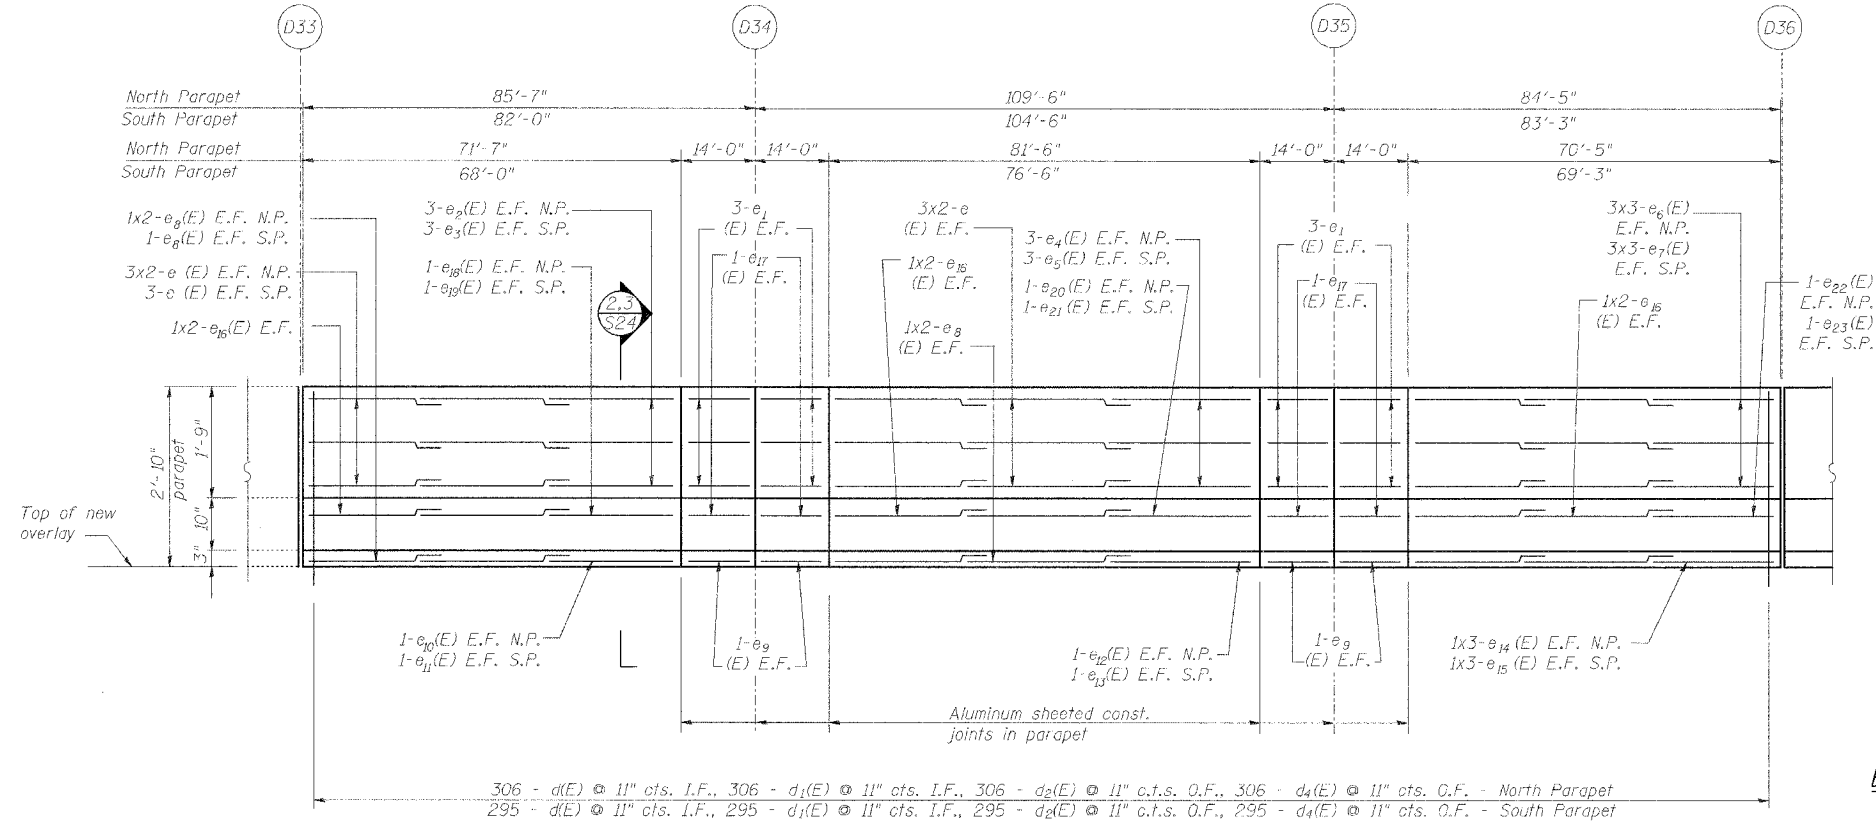 D33
D34
D35
D36
North Parapet
85'-7"
109'-6"
84'-5"
South Parapet
82'-0"
104'-6"
83'-3"
North Parapet
71'-7"
14'-0"
14'-0"
81'-6"
14'-0"
14'-0"
70'-5"
South Parapet
68'-0"
76'-6"
69'-3"
1x2-e8(E) E.F. N.P.
1-e8(E) E.F. S.P.
3x2-e (E) E.F. N.P.
3-e (E) E.F. S.P.
1x2-e16(E) E.F.
3-e2(E) E.F. N.P.
3-e3(E) E.F. S.P.
1-e18(E) E.F. N.P.
1-e19(E) E.F. S.P.
2,3
S24
3-e1
(E) E.F.
1-e17
(E) E.F.
3x2-e
(E) E.F.
1x2-e16
(E) E.F.
1x2-e8
(E) E.F.
3-e4(E) E.F. N.P.
3-e5(E) E.F. S.P.
1-e20(E) E.F. N.P.
1-e21(E) E.F. S.P.
3-e1
(E) E.F.
1-e17
(E) E.F.
3x3-e6(E)
E.F. N.P.
3x3-e7(E)
E.F. S.P.
1x2-e16
(E) E.F.
1-e22(E)
E.F. N.P.
1-e23(E)
E.F. S.P.
2'-10"
parapet
1'-9"
10"
3"
Top of new
overlay
1-e10(E) E.F. N.P.
1-e11(E) E.F. S.P.
1-e9
(E) E.F.
1-e12(E) E.F. N.P.
1-e13(E) E.F. S.P.
1-e9
(E) E.F.
1x3-e14(E) E.F. N.P.
1x3-e15(E) E.F. S.P.
Aluminum sheeted const.
joints in parapet
306 - d(E) @ 11" cts. I.F., 306 - d1(E) @ 11" cts. I.F., 306 - d2(E) @ 11" c.t.s. O.F., 306 - d4(E) @ 11" cts. O.F. - North Parapet
295 - d(E) @ 11" cts. I.F., 295 - d1(E) @ 11" cts. I.F., 295 - d2(E) @ 11" c.t.s. O.F., 295 - d4(E) @ 11" cts. O.F. - South Parapet